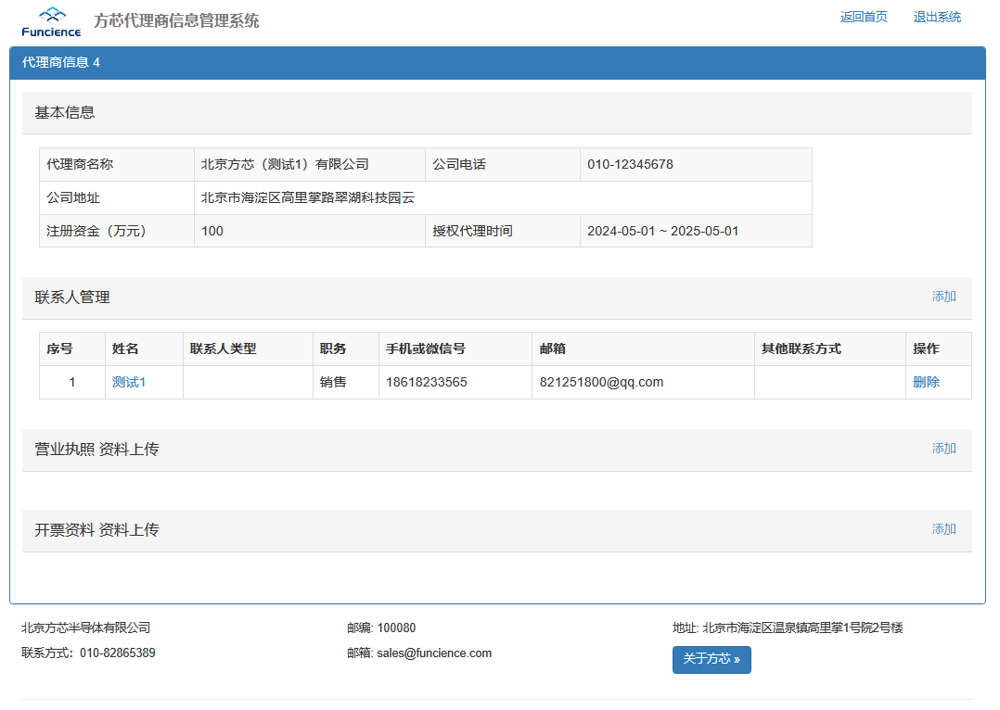 Funcience 方芯代理商信息管理系统 返回首页 退出系统
代理商信息 4
基本信息
代理商名称 北京方芯（测试1）有限公司 公司电话 010-12345678
公司地址 北京市海淀区高里掌路翠湖科技园云
注册资金（万元） 100 授权代理时间 2024-05-01 ~ 2025-05-01
联系人管理 添加
序号 姓名 联系人类型 职务 手机或微信号 邮箱 其他联系方式 操作
1 测试1 销售 18618233565 821251800@qq.com 删除
营业执照 资料上传 添加
开票资料 资料上传 添加
北京方芯半导体有限公司 邮编: 100080 地址: 北京市海淀区温泉镇高里掌1号院2号楼
联系方式：010-82865389 邮箱: sales@funcience.com 关于方芯 »